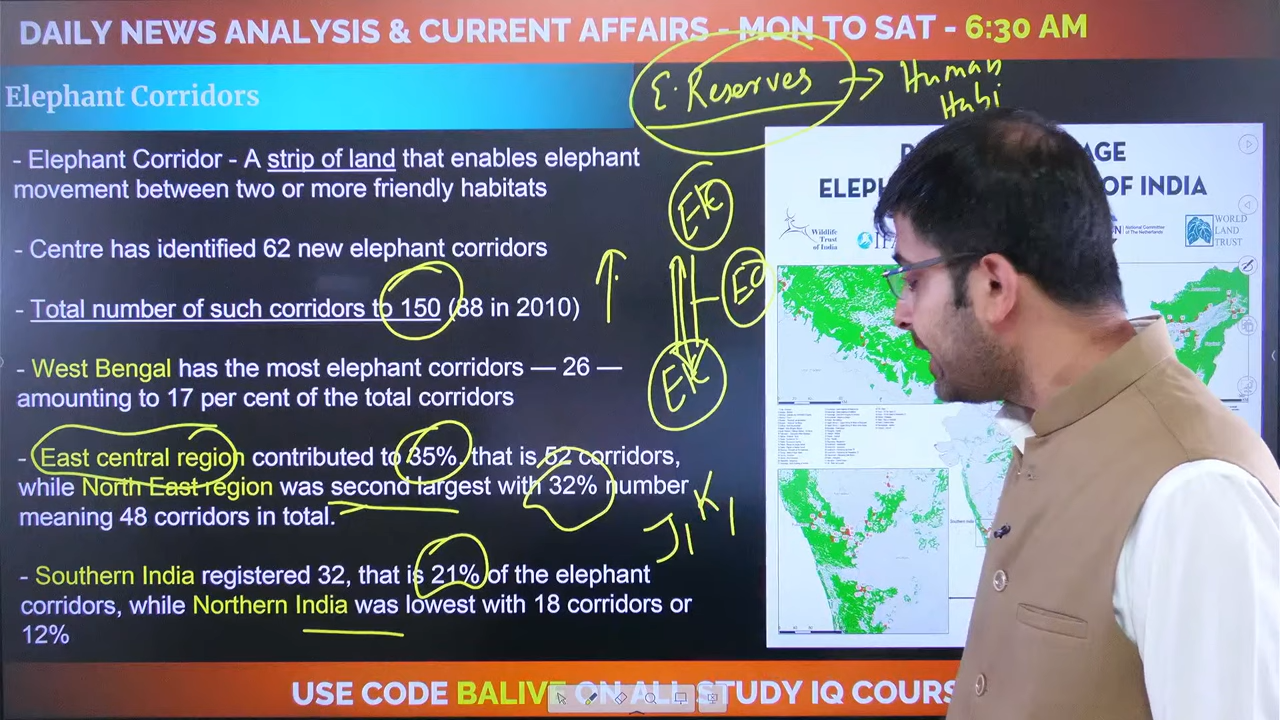 DAILY NEWS ANALYSIS & CURRENT AFFAIRS - MON TO SAT - 6:30 AM
Elephant Corridors
E. Reserves → Human
Habi
- Elephant Corridor - A strip of land that enables elephant
movement between two or more friendly habitats
- Centre has identified 62 new elephant corridors
- Total number of such corridors to 150 (88 in 2010)
- West Bengal has the most elephant corridors — 26 —
amounting to 17 per cent of the total corridors
- East central region contributed to 35%, that is 52 corridors,
while North East region was second largest with 32% number
meaning 48 corridors in total.
- Southern India registered 32, that is 21% of the elephant
corridors, while Northern India was lowest with 18 corridors or
12%
ER
EC
ER
J, K,
AGE
ELEP OF INDIA
Wildlife
Trust
of India
WORLD
LAND
TRUST
USE CODE BALIVE ON ALL STUDY IQ COURS